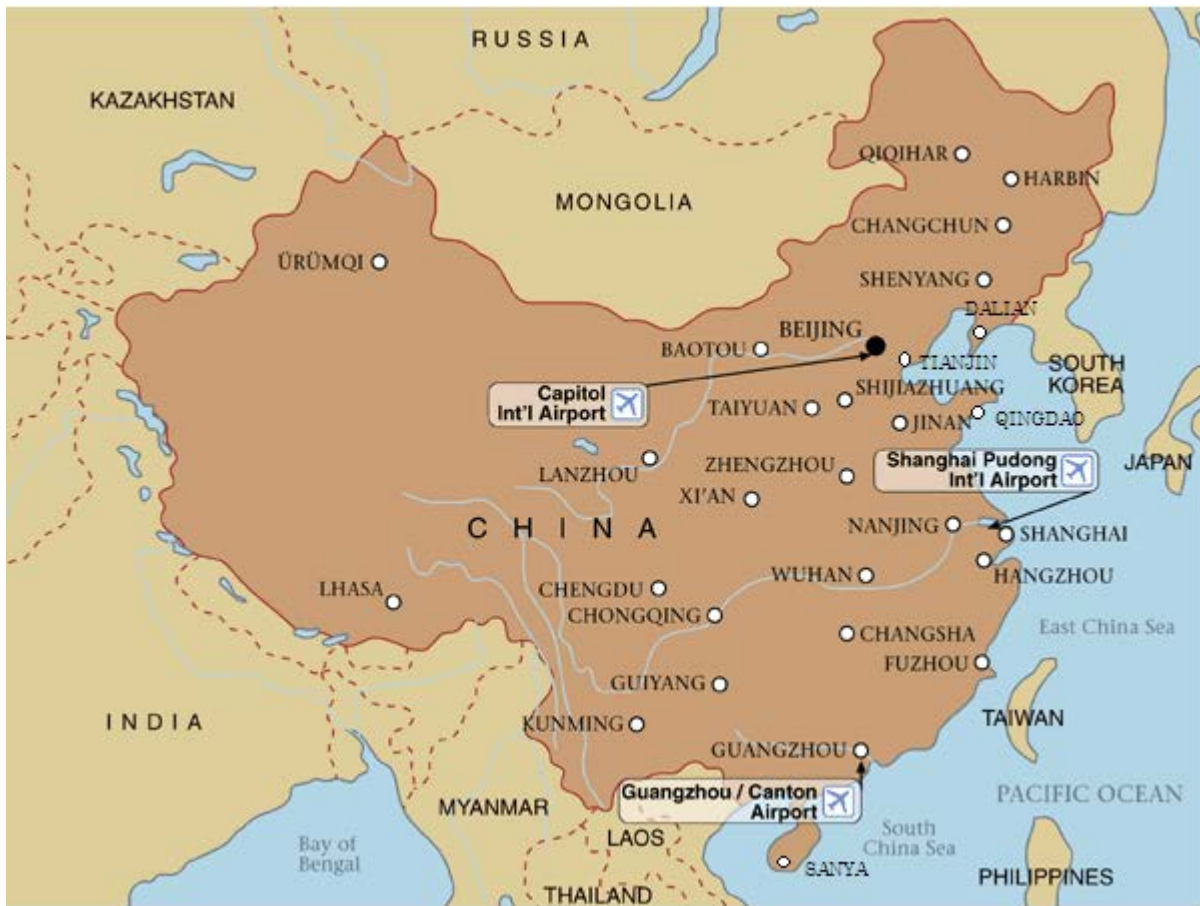 RUSSIA
KAZAKHSTAN
MONGOLIA
QIQIHAR
HARBIN
CHANGCHUN
ÜRÜMQI
SHENYANG
DALIAN
BEIJING
BAOTOU
TIANJIN
SOUTH
KOREA
Capitol
Int'l Airport
SHIJIAZHUANG
TAIYUAN
JINAN
QINGDAO
LANZHOU
ZHENGZHOU
Shanghai Pudong
Int'l Airport
JAPAN
XI'AN
CHINA
NANJING
SHANGHAI
HANGZHOU
WUHAN
LHASA
CHENGDU
CHONGQING
CHANGSHA
East China Sea
FUZHOU
GUIYANG
INDIA
KUNMING
TAIWAN
GUANGZHOU
Guangzhou / Canton
Airport
PACIFIC OCEAN
MYANMAR
LAOS
Bay of
Bengal
South
China Sea
SANYA
PHILIPPINES
THAILAND